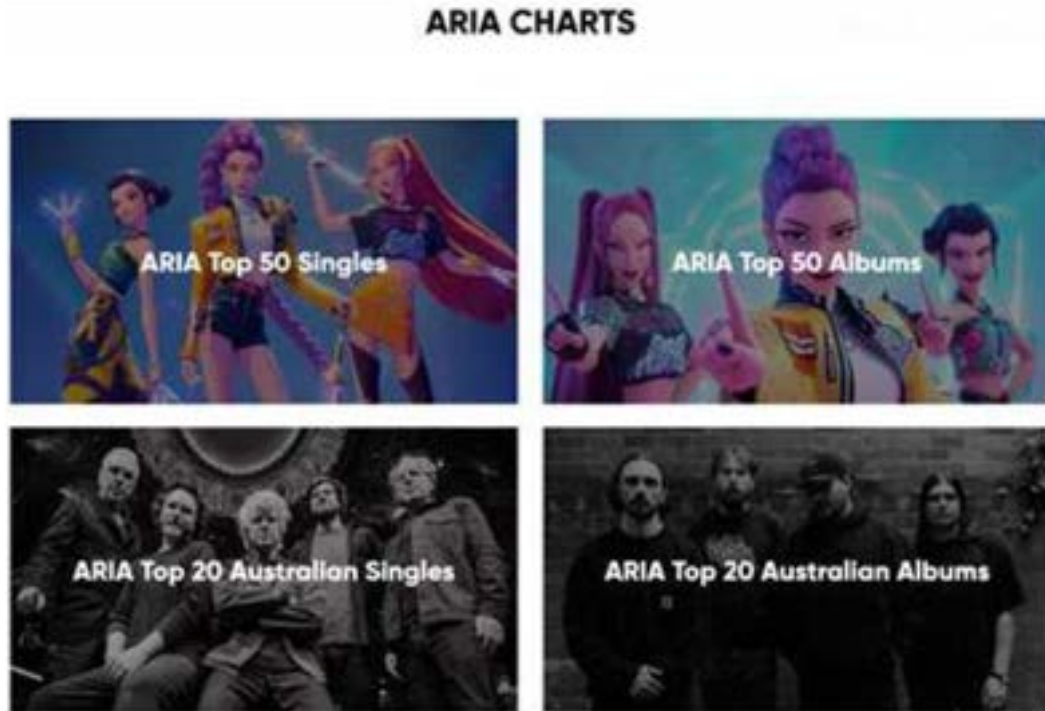 ARIA CHARTS
ARIA Top 50 Singles
ARIA Top 50 Albums
ARIA Top 20 Australian Singles
ARIA Top 20 Australian Albums